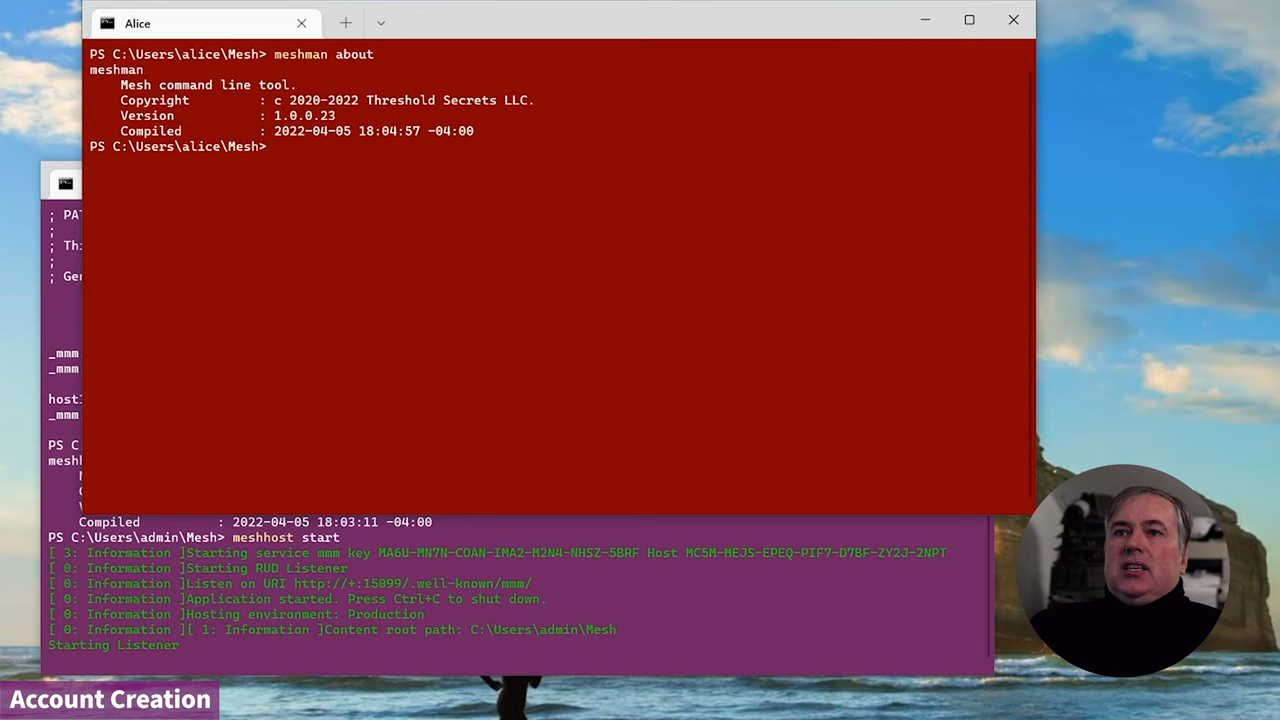 Alice
PS C:\Users\alice\Mesh> meshman about
meshman
Mesh command line tool.
Copyright : c 2020-2022 Threshold Secrets LLC.
Version : 1.0.0.23
Compiled : 2022-04-05 18:04:57 -04:00
PS C:\Users\alice\Mesh>
; PAT
;
; Thi
;
; Gen
_mmm
_mmm
host1
_mmm
PS C
mesh
Compiled : 2022-04-05 18:03:11 -04:00
PS C:\Users\admin\Mesh> meshhost start
[ 3: Information ]Starting service mmm key MA6U-MN7N-COAN-IMA2-M2N4-NHSZ-5BRF Host MC5M-MEJS-EPEQ-PIF7-D7BF-ZY2J-2NPT
[ 0: Information ]Starting RUD Listener
[ 0: Information ]Listen on URI http://+:15099/.well-known/mmm/
[ 0: Information ]Application started. Press Ctrl+C to shut down.
[ 0: Information ]Hosting environment: Production
[ 0: Information ][ 1: Information ]Content root path: C:\Users\admin\Mesh
Starting Listener
Account Creation